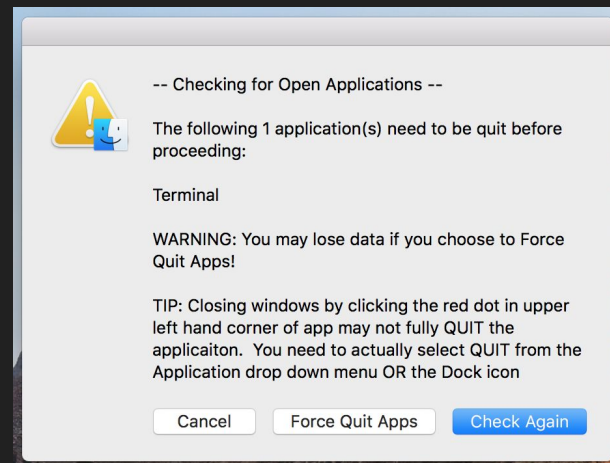 -- Checking for Open Applications --
The following 1 application(s) need to be quit before
proceeding:
Terminal
WARNING: You may lose data if you choose to Force
Quit Apps!
TIP: Closing windows by clicking the red dot in upper
left hand corner of app may not fully QUIT the
applicaiton.  You need to actually select QUIT from the
Application drop down menu OR the Dock icon
Cancel
Force Quit Apps
Check Again